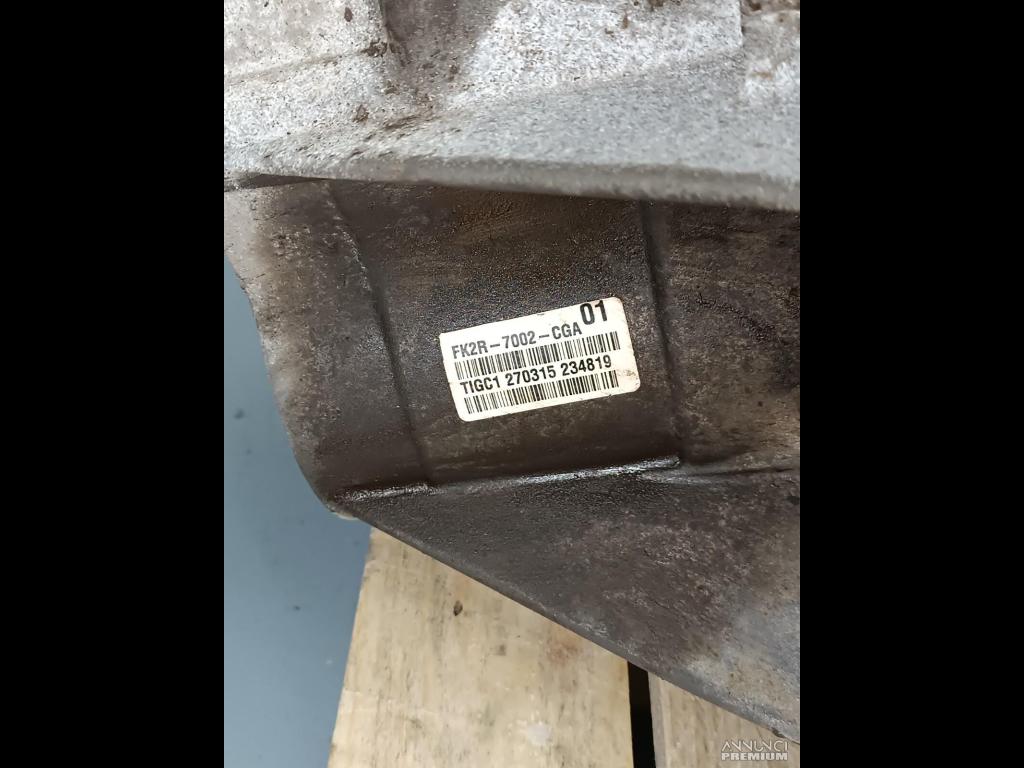 01
FK2R-7002-CGA
TIGC1 270315 234819
ANNUNCI
PREMIUM